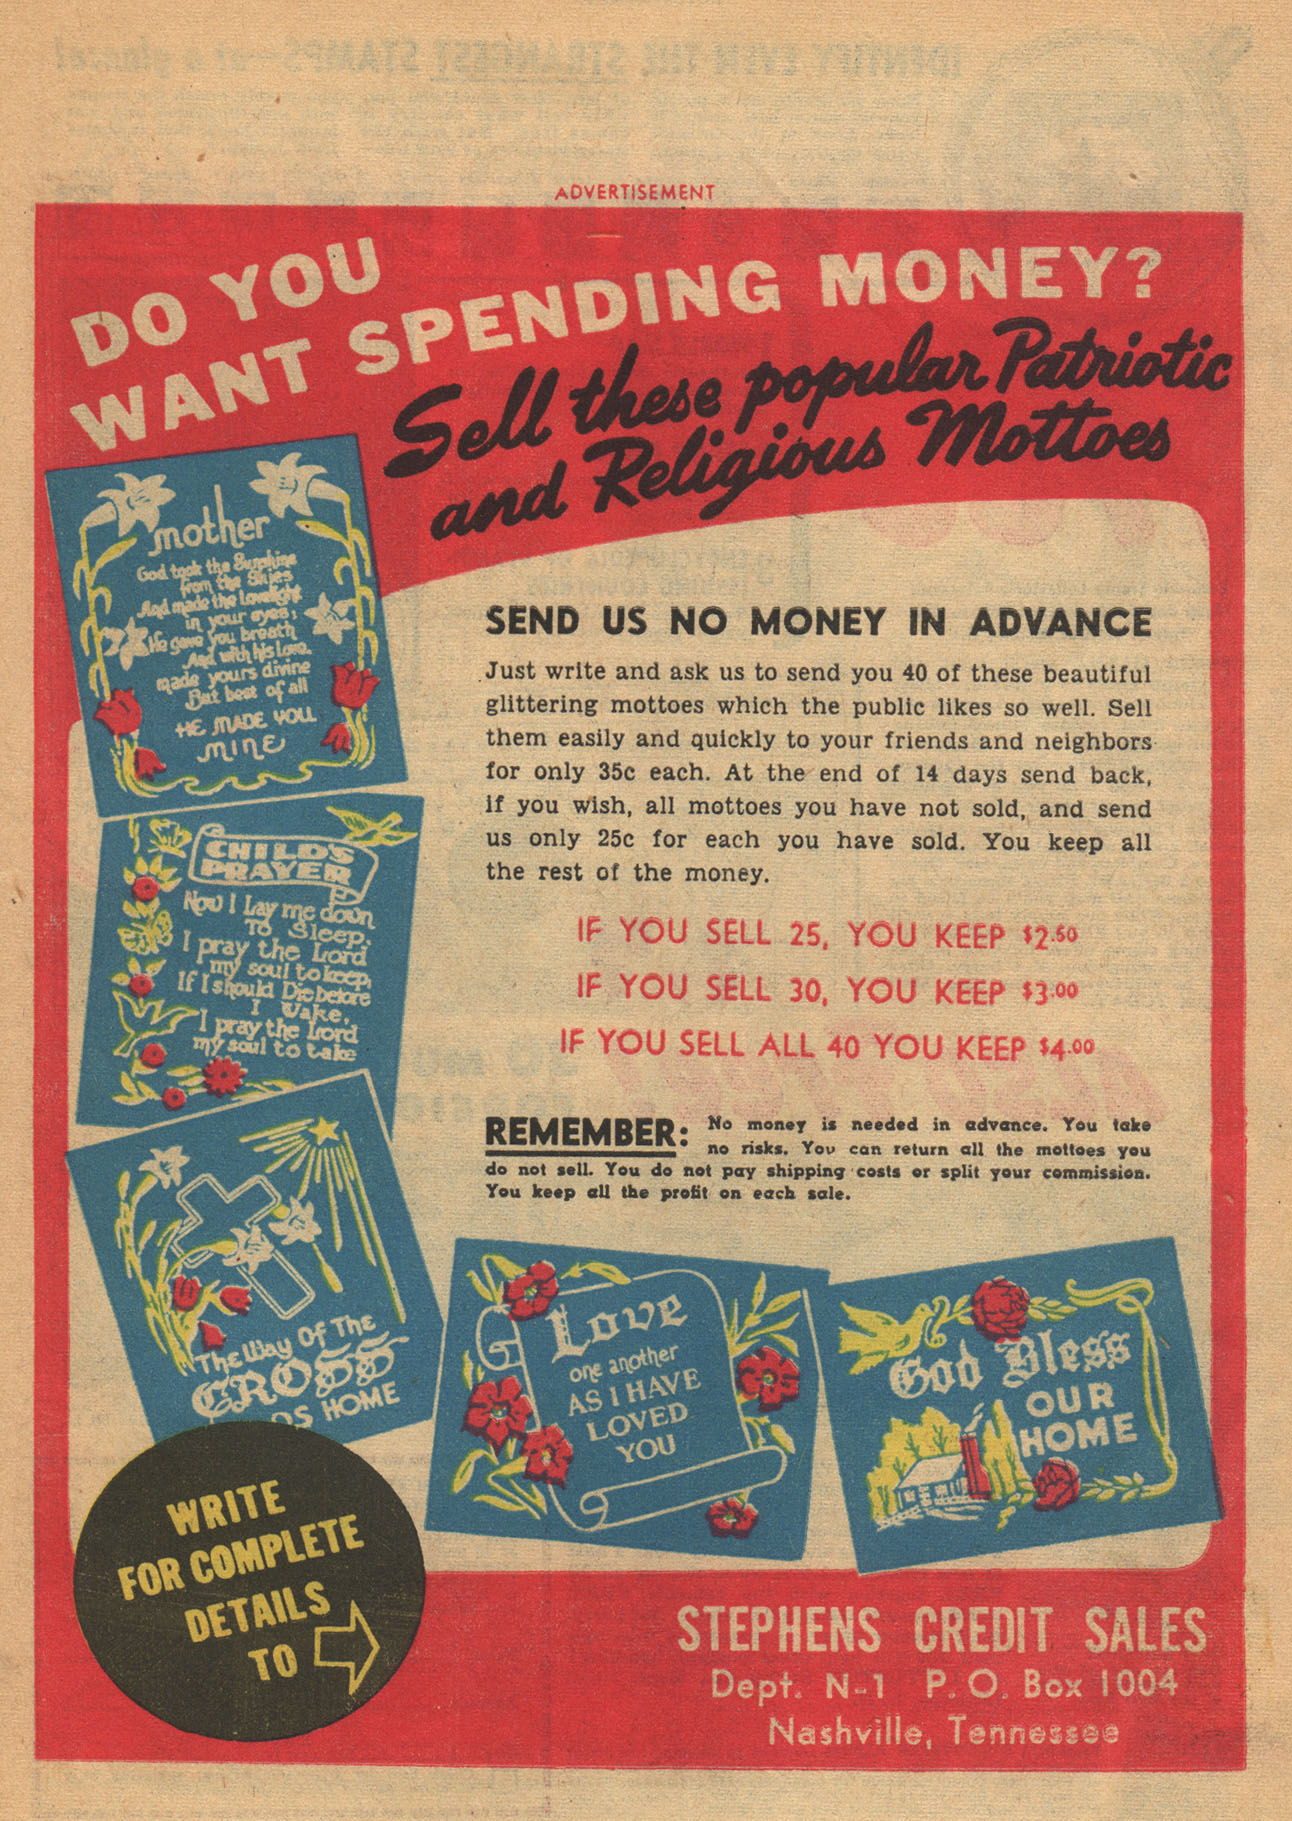 ADVERTISEMENT
DO YOU
WANT SPENDING MONEY?
Sell these popular Patriotic
and Religious Mottoes
mother
God took the Sunshine
from the Skies
And made the Lovelight
in your eyes;
He gave you breath
And with his Love.
made yours divine
But best of all
HE MADE YOU
MINE
CHILD'S
PRAYER
Now I Lay me down
To Sleep,
I pray the Lord
my soul to keep,
If I should Die before
I Wake,
I pray the Lord
my soul to take
The Way Of The
CROSS
HOME
SEND US NO MONEY IN ADVANCE
Just write and ask us to send you 40 of these beautiful
glittering mottoes which the public likes so well. Sell
them easily and quickly to your friends and neighbors
for only 35c each. At the end of 14 days send back,
if you wish, all mottoes you have not sold, and send
us only 25c for each you have sold. You keep all
the rest of the money.
IF YOU SELL 25, YOU KEEP $2.50
IF YOU SELL 30, YOU KEEP $3.00
IF YOU SELL ALL 40 YOU KEEP $4.00
REMEMBER: No money is needed in advance. You take
no risks. You can return all the mottoes you
do not sell. You do not pay shipping costs or split your commission.
You keep all the profit on each sale.
Love
one another
AS I HAVE
LOVED
YOU
God Bless
OUR
HOME
WRITE
FOR COMPLETE
DETAILS
TO
STEPHENS CREDIT SALES
Dept. N-1 P. O. Box 1004
Nashville, Tennessee